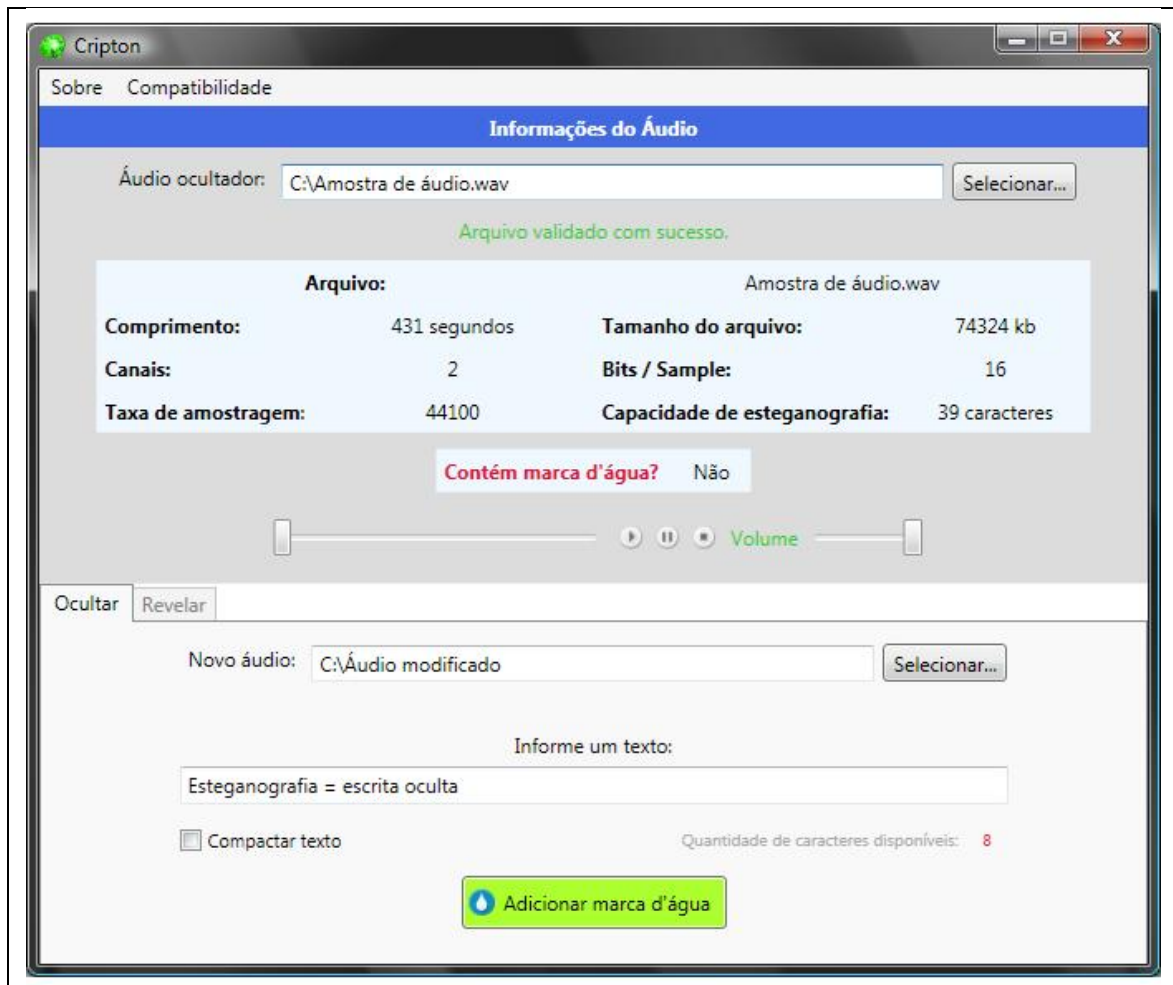 Cripton
Sobre Compatibilidade
Informações do Áudio
Áudio ocultador: C:\Amostra de áudio.wav Selecionar...
Arquivo validado com sucesso.
Arquivo: Amostra de áudio.wav
Comprimento: 431 segundos Tamanho do arquivo: 74324 kb
Canais: 2 Bits / Sample: 16
Taxa de amostragem: 44100 Capacidade de esteganografia: 39 caracteres
Contém marca d'água? Não
Volume
Ocultar Revelar
Novo áudio: C:\Áudio modificado Selecionar...
Informe um texto:
Esteganografia = escrita oculta
Compactar texto Quantidade de caracteres disponíveis: 8
Adicionar marca d'água